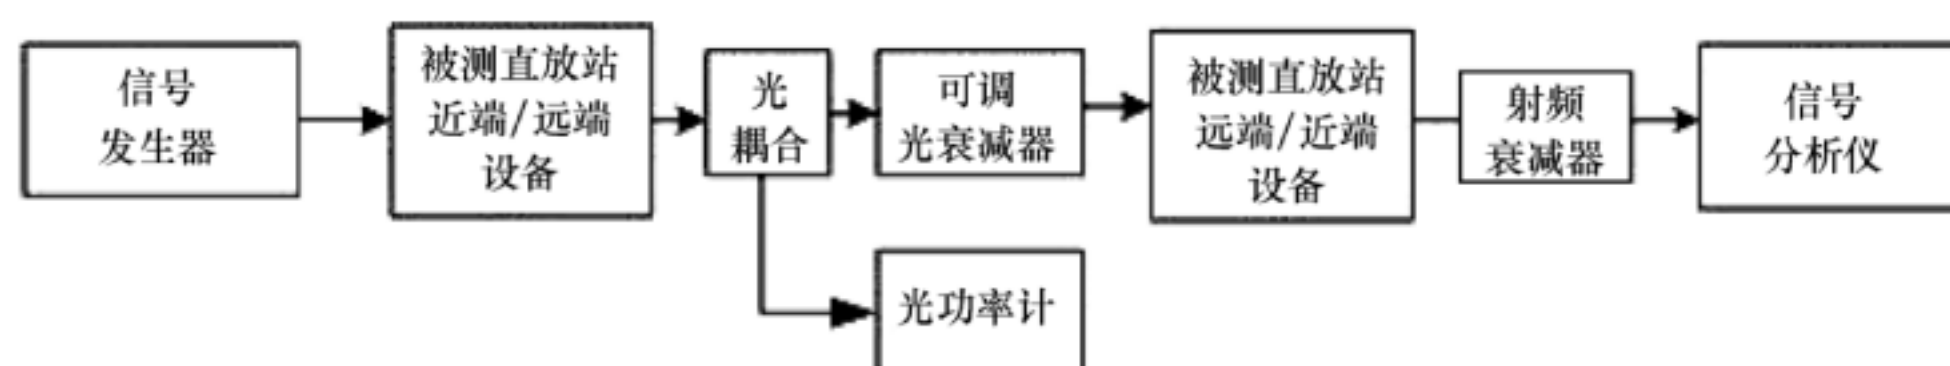 信号
发生器
被测直放站
近端/远端
设备
光
耦合
可调
光衰减器
被测直放站
远端/近端
设备
射频
衰减器
信号
分析仪
光功率计